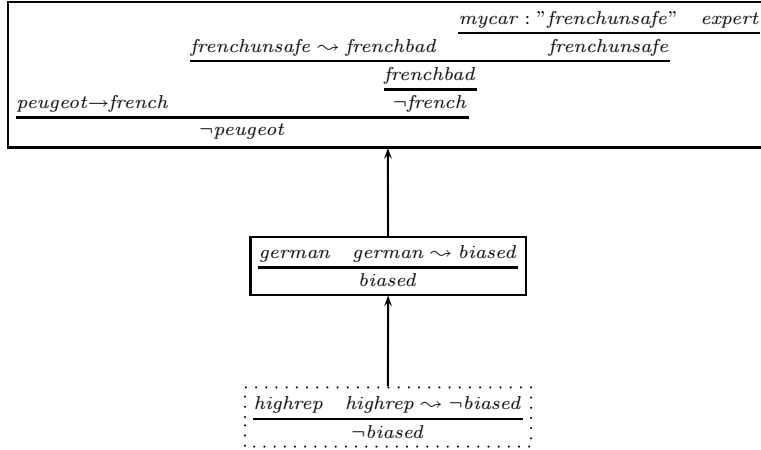 mycar : "frenchunsafe" expert
frenchunsafe ⇝ frenchbad frenchunsafe
frenchbad
peugeot→french ¬french
¬peugeot
german german ⇝ biased
biased
highrep highrep ⇝ ¬biased
¬biased